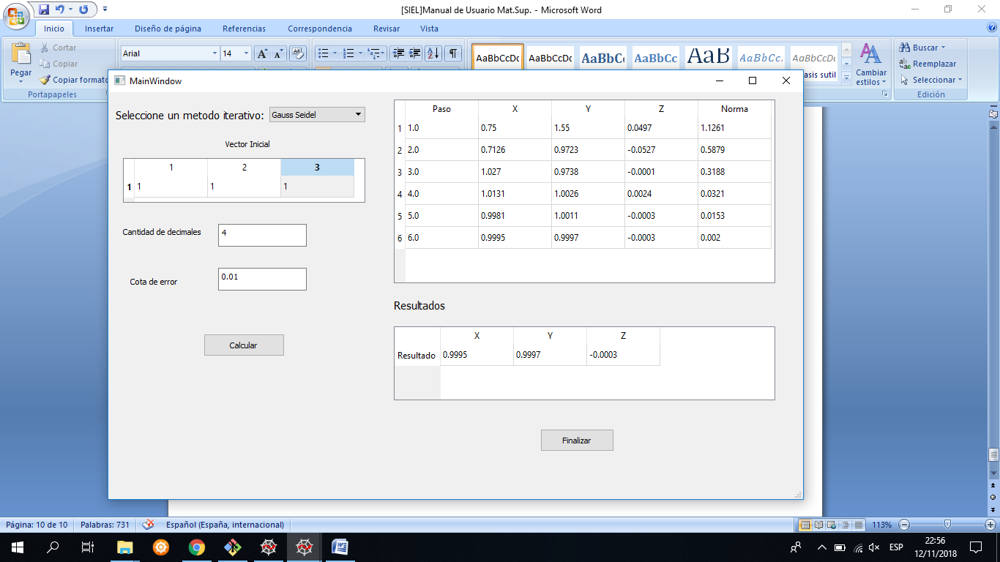 [SIEL]Manual de Usuario Mat.Sup. - Microsoft Word
Inicio Insertar Diseño de página Referencias Correspondencia Revisar Vista
Pegar
Cortar
Copiar
Copiar formato
Portapapeles
Arial 14
AaBbCcDc AaBbCcDc AaBbCc AaBbCc AaB AaBbCc. AaBbCcDc
asis sutil
Cambiar estilos
Buscar
Reemplazar
Seleccionar
Edición
MainWindow
Seleccione un metodo iterativo: Gauss Seidel
Vector Inicial
1 2 3
1 1 1 1
Cantidad de decimales 4
Cota de error 0.01
Calcular
Paso X Y Z Norma
1 1.0 0.75 1.55 0.0497 1.1261
2 2.0 0.7126 0.9723 -0.0527 0.5879
3 3.0 1.027 0.9738 -0.0001 0.3188
4 4.0 1.0131 1.0026 0.0024 0.0321
5 5.0 0.9981 1.0011 -0.0003 0.0153
6 6.0 0.9995 0.9997 -0.0003 0.002
Resultados
X Y Z
Resultado 0.9995 0.9997 -0.0003
Finalizar
Página: 10 de 10 Palabras: 731 Español (España, internacional) 113%
ESP 22:56
12/11/2018